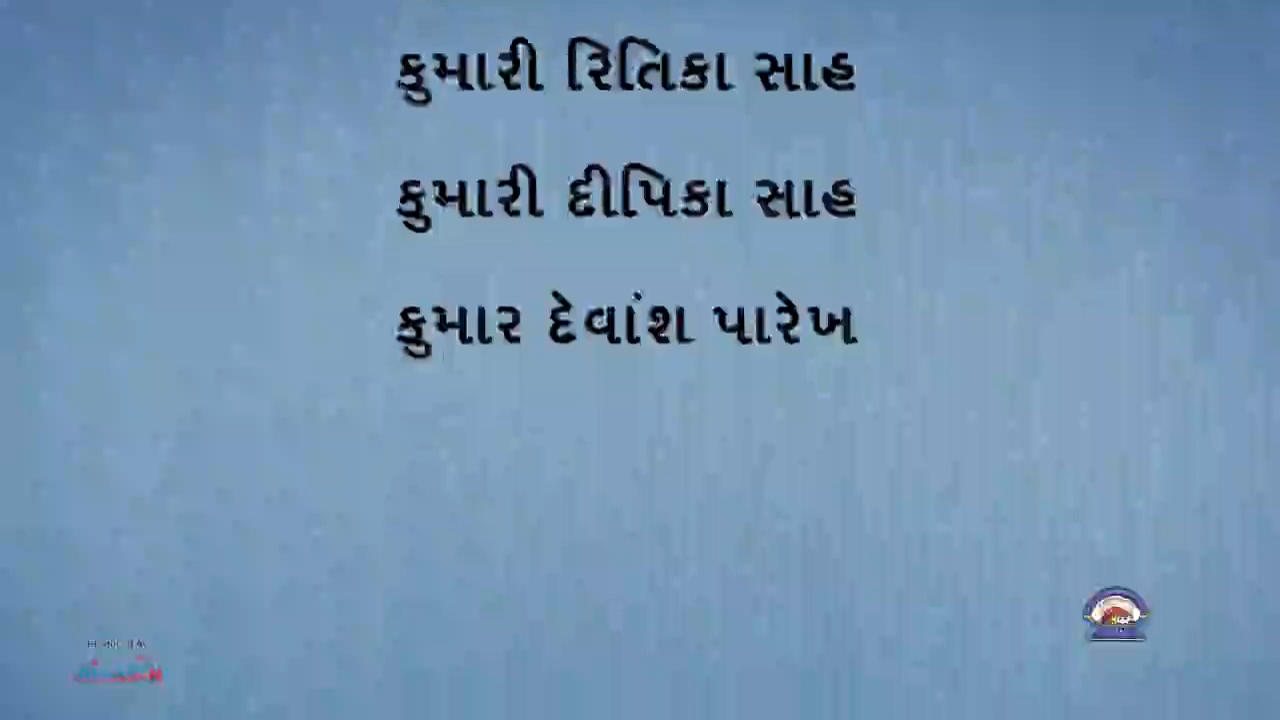 કુમારી રિતિકા સાહ
કુમારી દીપિકા સાહ
કુમાર દેવાંશ પારેખ